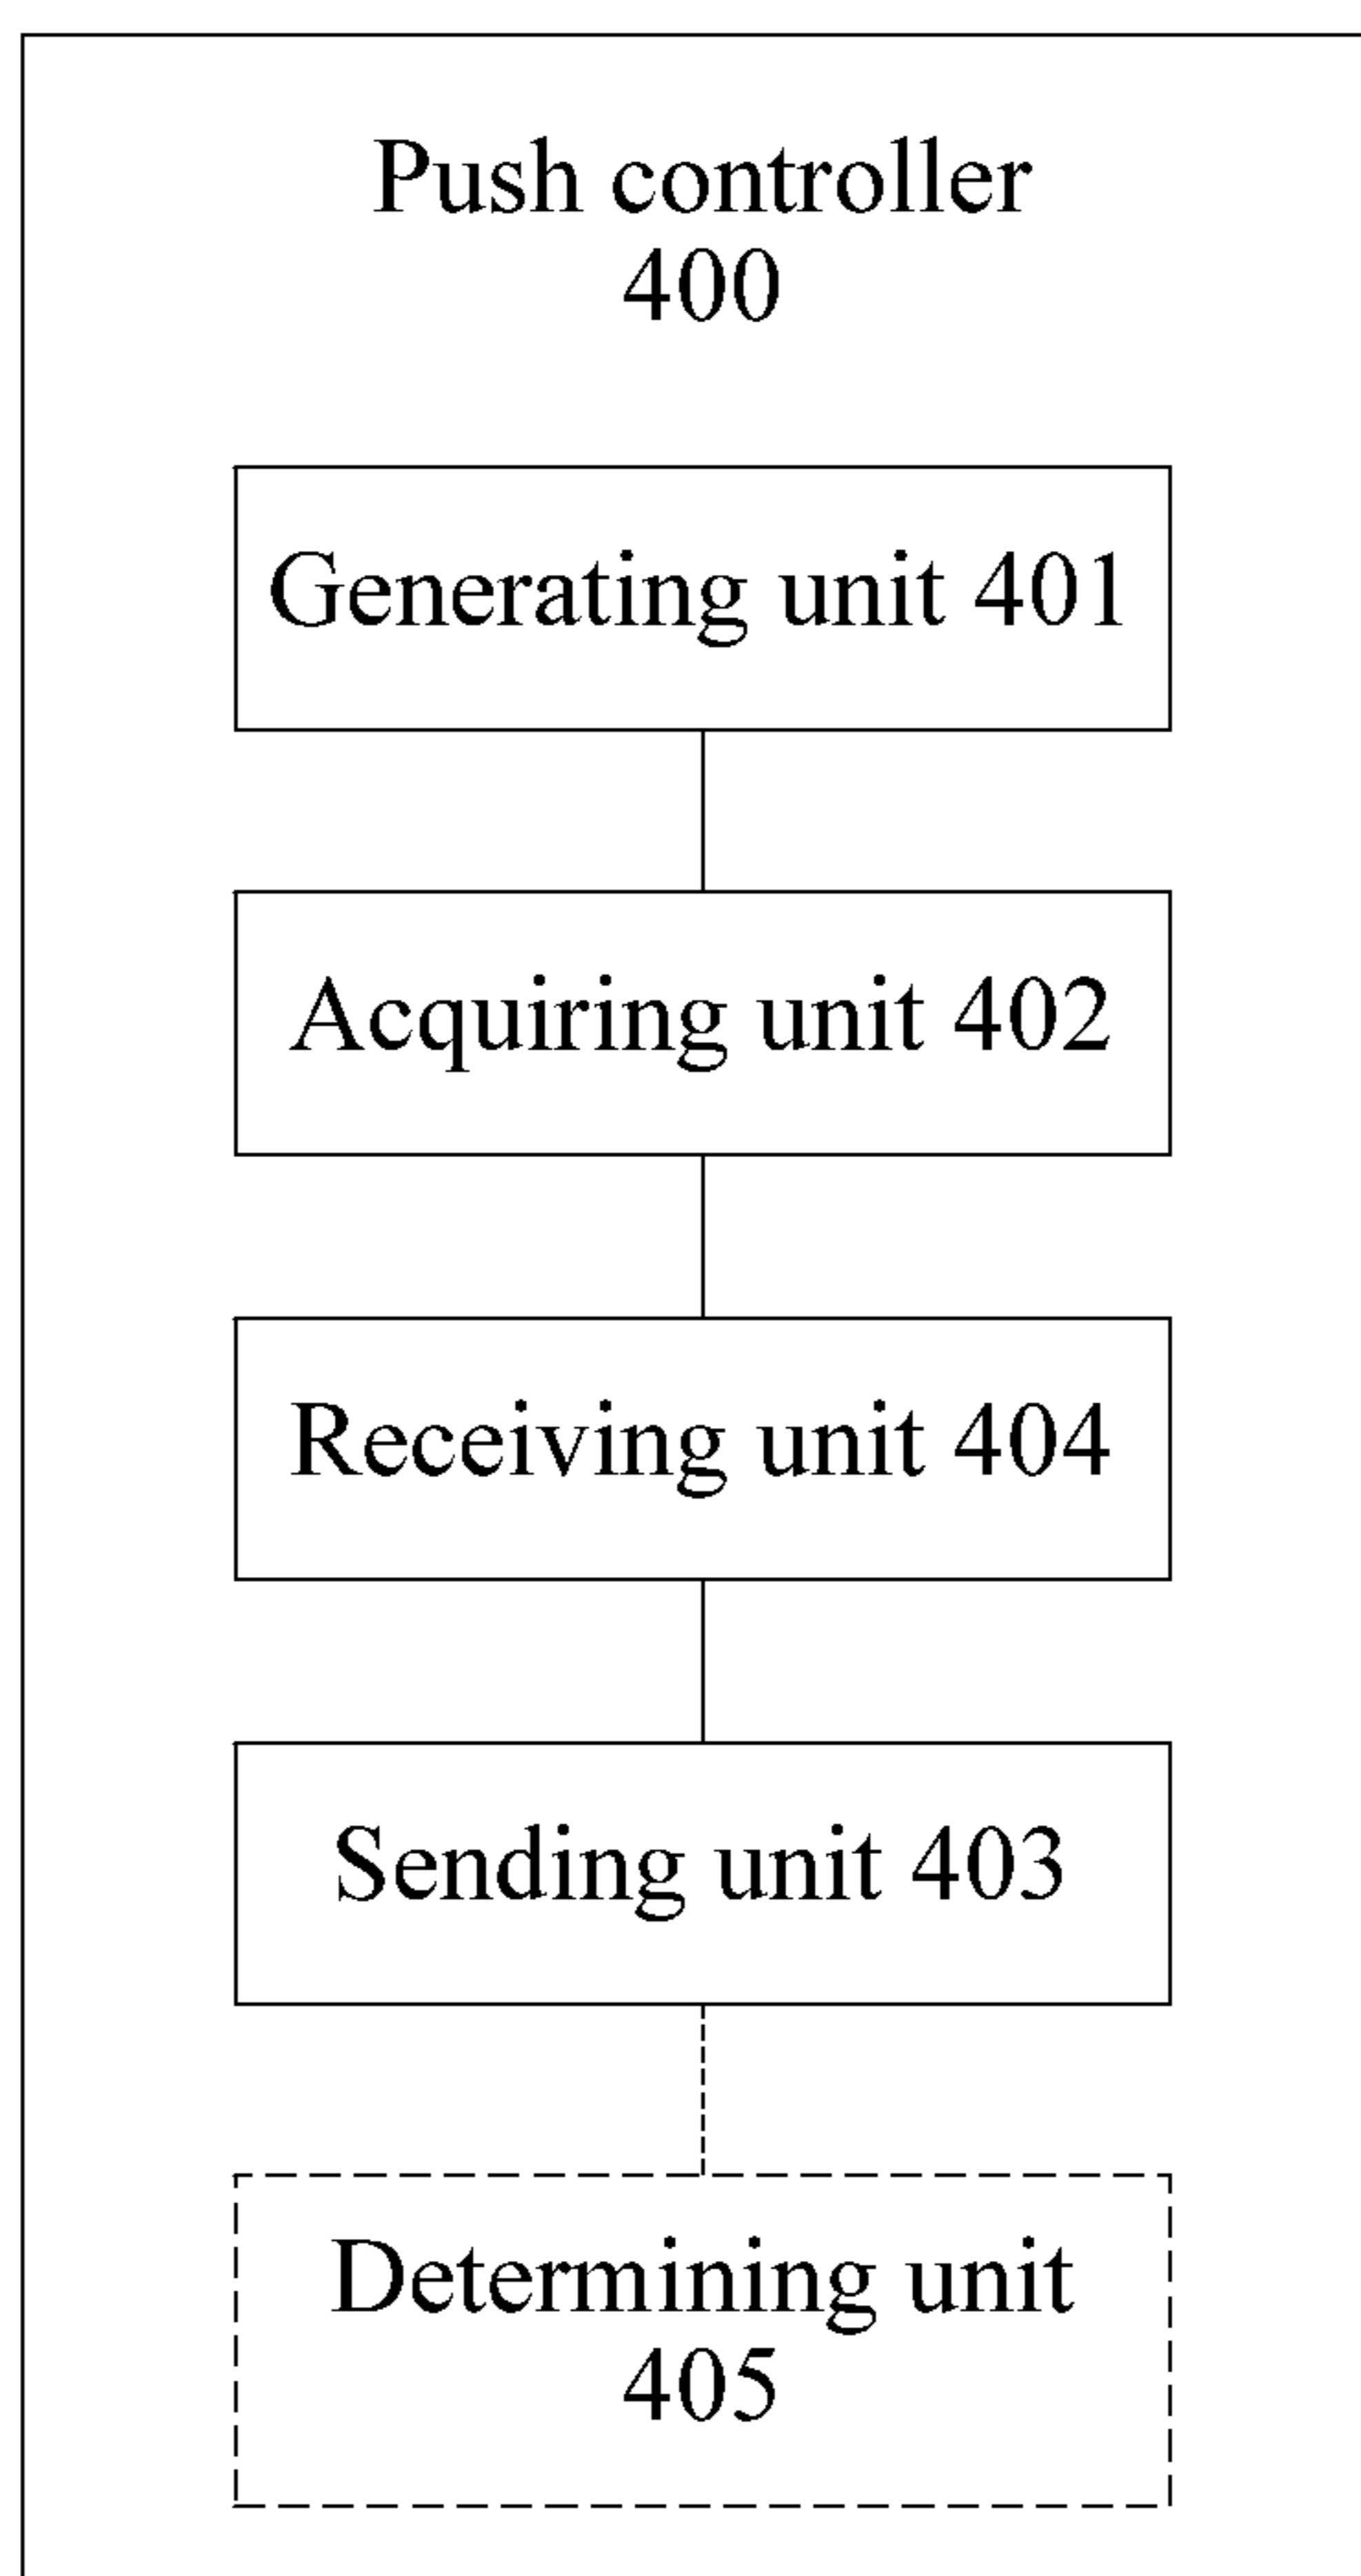 Push controller
400
Generating unit 401
Acquiring unit 402
Receiving unit 404
Sending unit 403
Determining unit
405